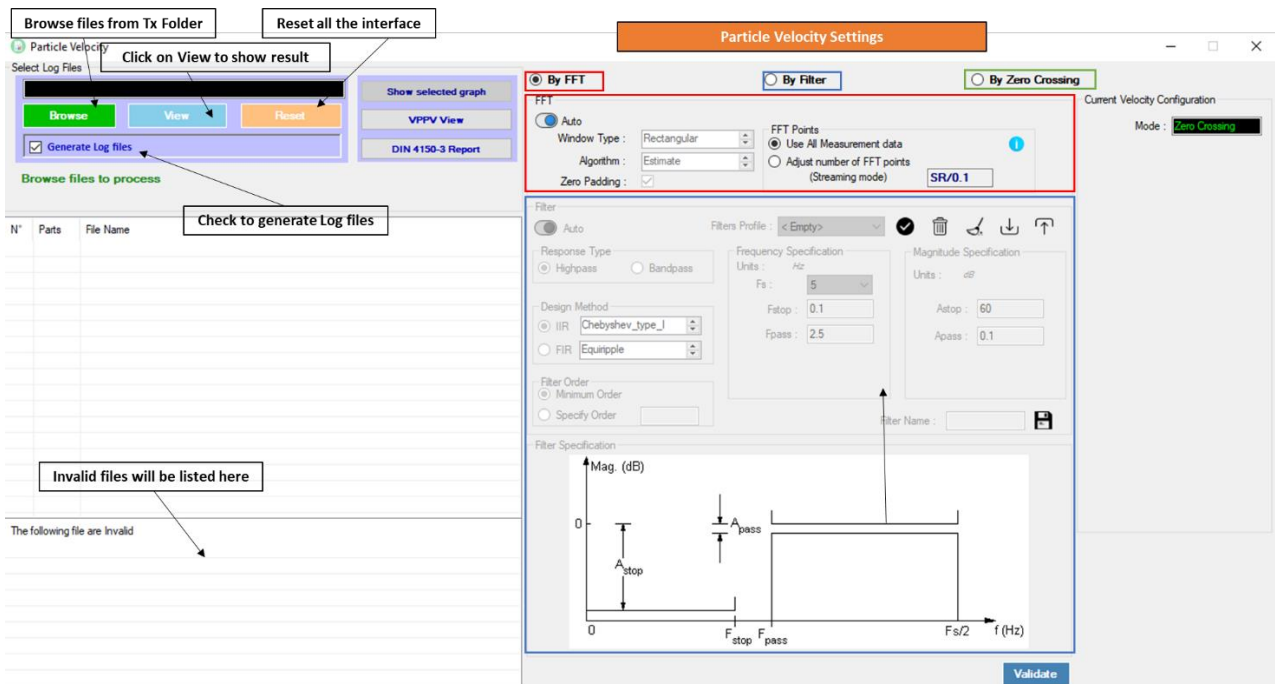 Browse files from Tx Folder
Reset all the interface
Particle Velocity Settings
Particle Velocity
Click on View to show result
Select Log Files
Browse
View
Reset
Generate Log files
Show selected graph
VPPV View
DIN 4150-3 Report
Browse files to process
Check to generate Log files
N° Parts File Name
Invalid files will be listed here
The following file are Invalid
By FFT
By Filter
By Zero Crossing
FFT
Auto
Window Type : Rectangular
Algorithm : Estimate
Zero Padding :
FFT Points
Use All Measurement data
Adjust number of FFT points
(Streaming mode)
SR/0.1
Current Velocity Configuration
Mode : Zero Crossing
Filter
Auto
Filters Profile : < Empty>
Response Type
Highpass Bandpass
Design Method
IIR Chebyshev_type_I
FIR Equiripple
Filter Order
Minimum Order
Specify Order
Frequency Specification
Units : Hz
Fs : 5
Fstop : 0.1
Fpass : 2.5
Magnitude Specification
Units : dB
Astop : 60
Apass : 0.1
Filter Name :
Filter Specification
Mag. (dB)
0
Apass
Astop
0
Fstop Fpass
Fs/2
f (Hz)
Validate